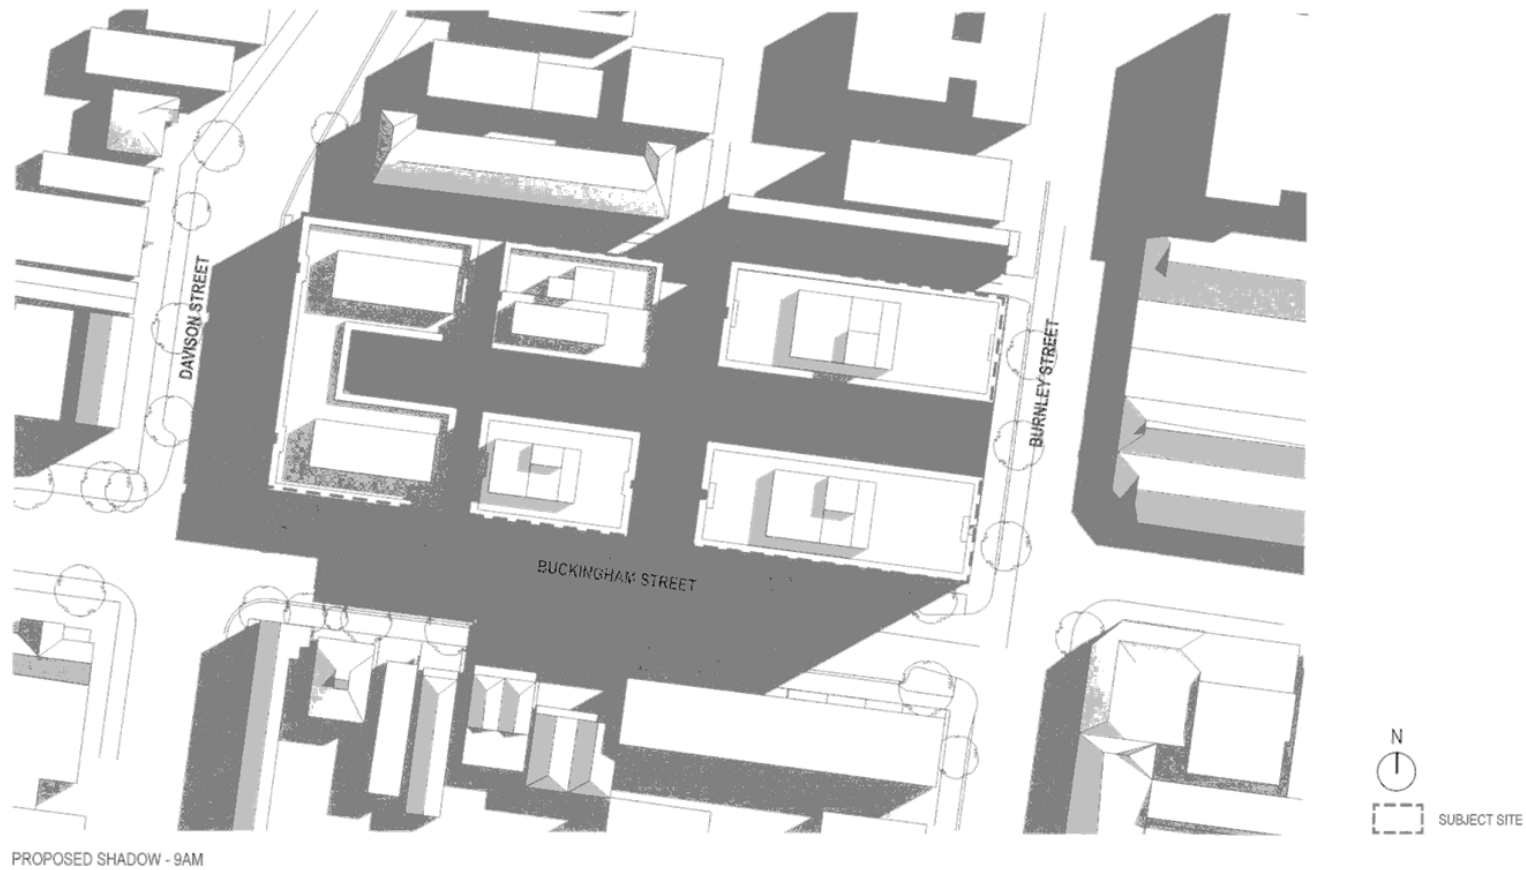 DAVISON STREET
BURNLEY STREET
BUCKINGHAM STREET
N
SUBJECT SITE
PROPOSED SHADOW - 9AM